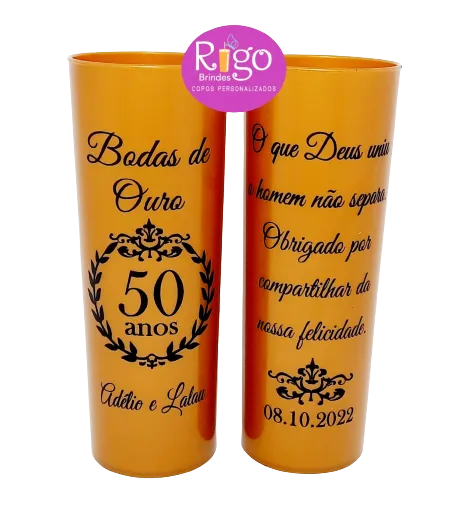 Rigo
Brindes
COPOS PERSONALIZADOS
Bodas de
Ouro
50
anos
Adélio e Lalau
O que Deus uniu
o homem não separa.
Obrigado por
compartilhar da
nossa felicidade.
08.10.2022